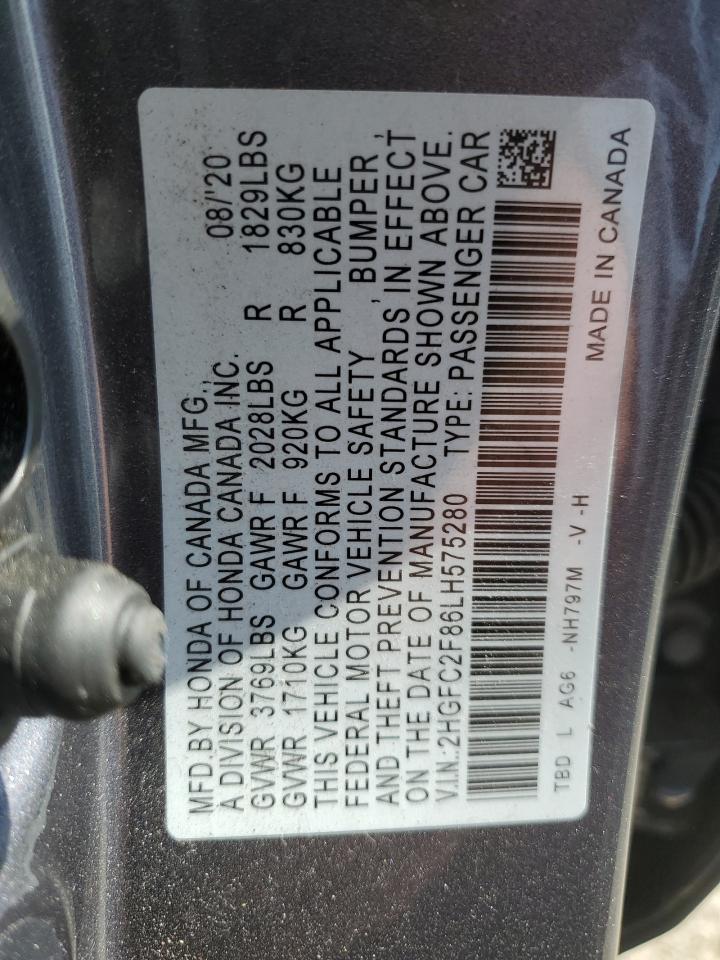 MFD.BY HONDA OF CANADA MFG., 08/'20
A DIVISION OF HONDA CANADA INC.
GVWR 3769LBS GAWR F 2028LBS R 1829LBS
GVWR 1710KG GAWR F 920KG R 830KG
THIS VEHICLE CONFORMS TO ALL APPLICABLE
FEDERAL MOTOR VEHICLE SAFETY , BUMPER ,
AND THEFT PREVENTION STANDARDS, IN EFFECT
ON THE DATE OF MANUFACTURE SHOWN ABOVE.
V.I.N.:2HGFC2F86LH575280 TYPE: PASSENGER CAR
TBD L AG6 -NH797M -V -H MADE IN CANADA